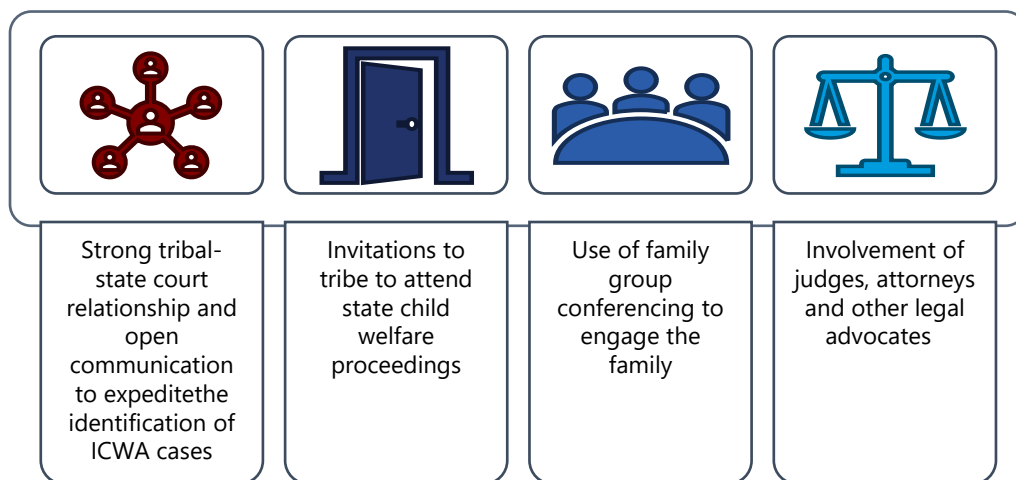 Strong tribal-
state court
relationship and
open
communication
to expeditethe
identification of
ICWA cases
Invitations to
tribe to attend
state child
welfare
proceedings
Use of family
group
conferencing to
engage the
family
Involvement of
judges, attorneys
and other legal
advocates